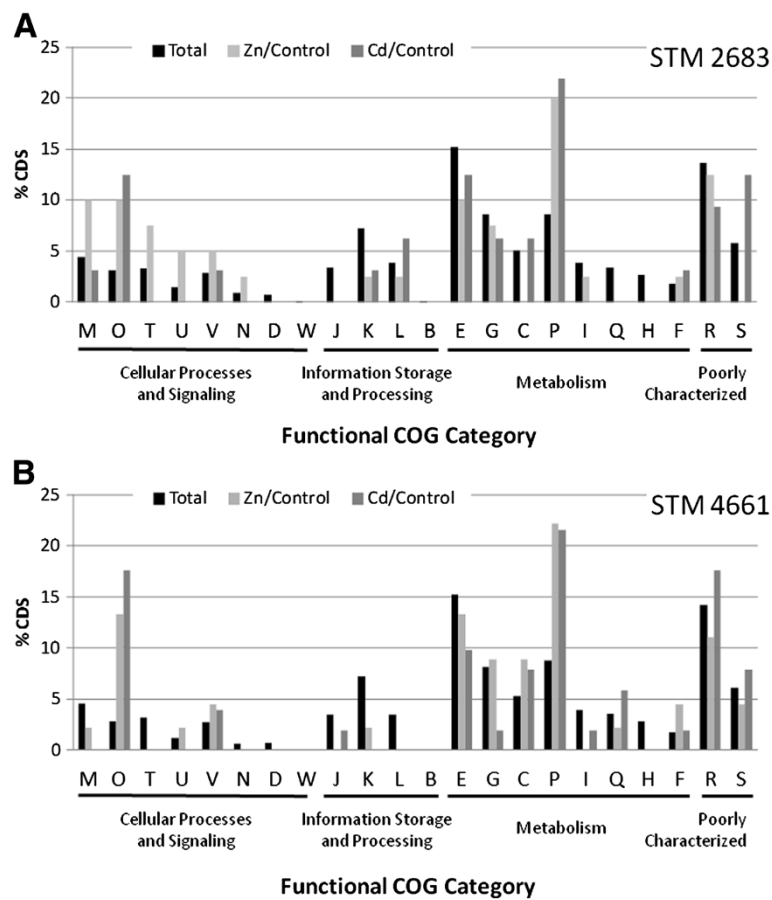 A
25
20
15
10
5
0
% CDS
Total Zn/Control Cd/Control
STM 2683
M O T U V N D W J K L B E G C P I Q H F R S
Cellular Processes and Signaling
Information Storage and Processing
Metabolism
Poorly Characterized
Functional COG Category
B
25
20
15
10
5
0
% CDS
Total Zn/Control Cd/Control
STM 4661
M O T U V N D W J K L B E G C P I Q H F R S
Cellular Processes and Signaling
Information Storage and Processing
Metabolism
Poorly Characterized
Functional COG Category